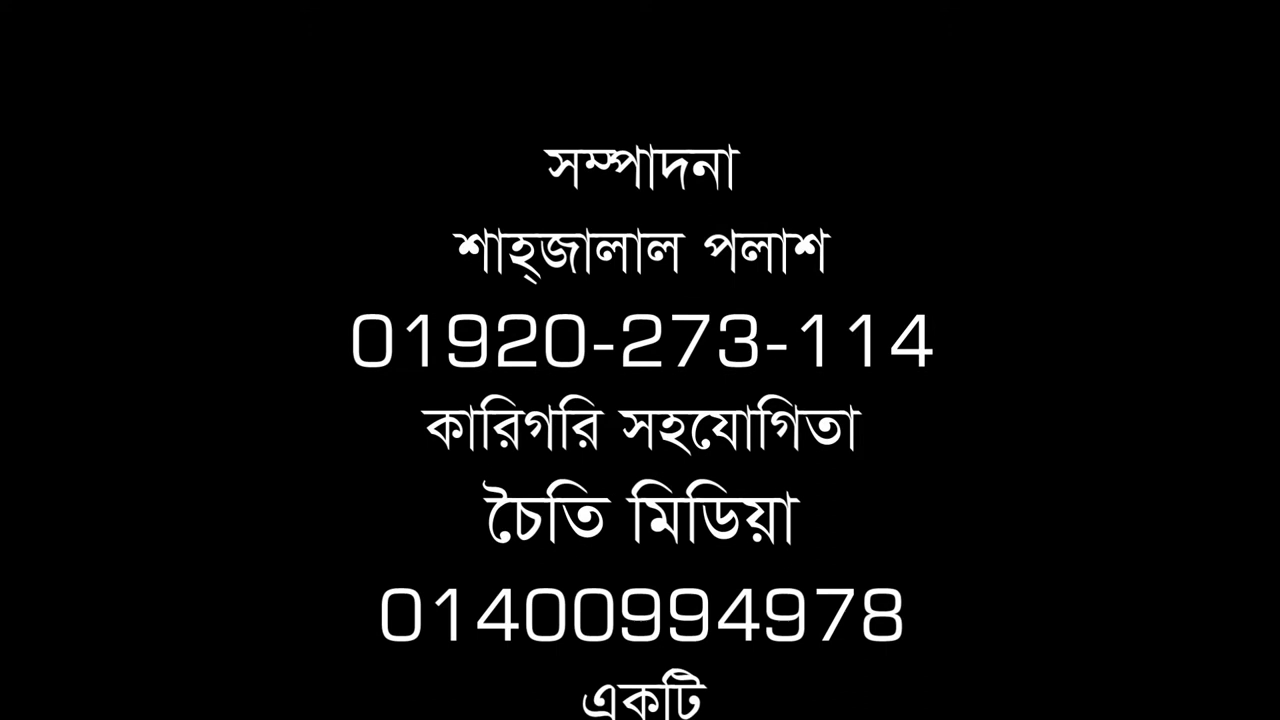 সম্পাদনা
শাহ্জালাল পলাশ
01920-273-114
কারিগরি সহযোগিতা
চৈতি মিডিয়া
01400994978
একটি